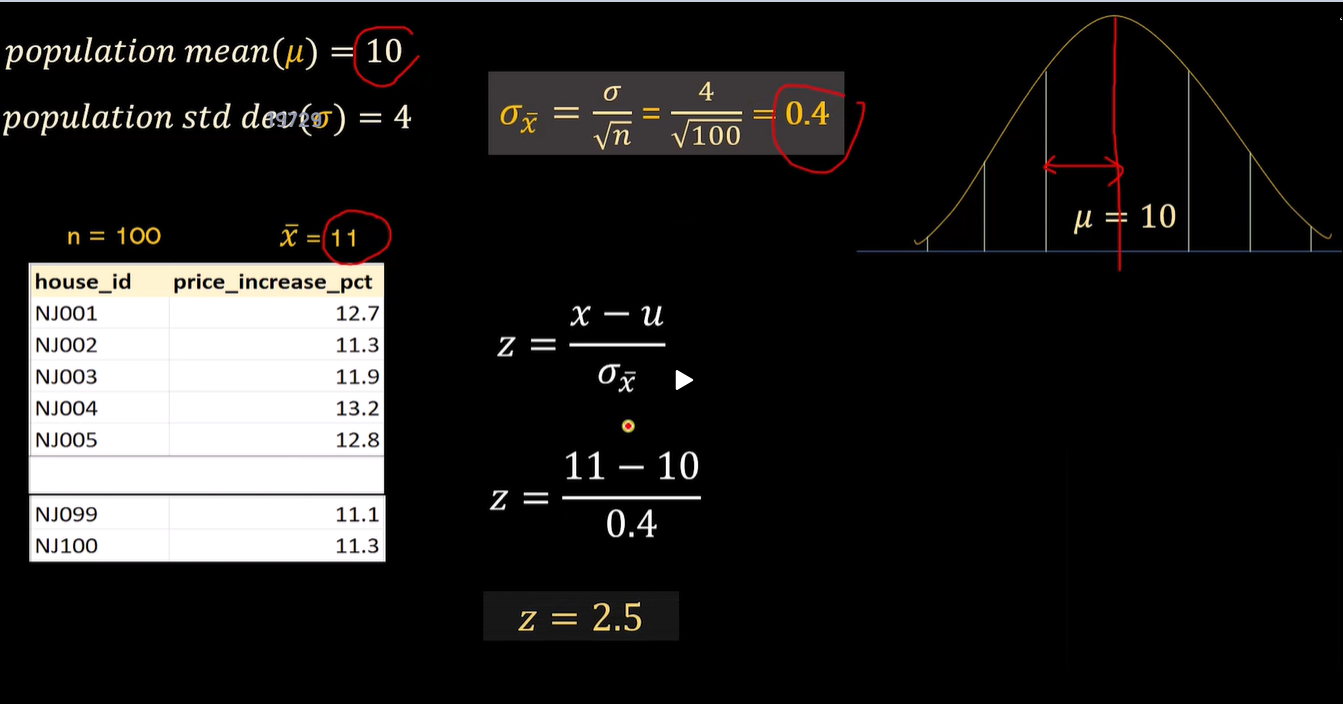 population mean(μ) = 10
population std dev(σ) = 4
σx̄ = σ/√n = 4/√100 = 0.4
μ = 10
n = 100
x̄ = 11
house_id price_increase_pct
NJ001 12.7
NJ002 11.3
NJ003 11.9
NJ004 13.2
NJ005 12.8
NJ099 11.1
NJ100 11.3
z = x − u/σx̄
z = 11 − 10/0.4
z = 2.5